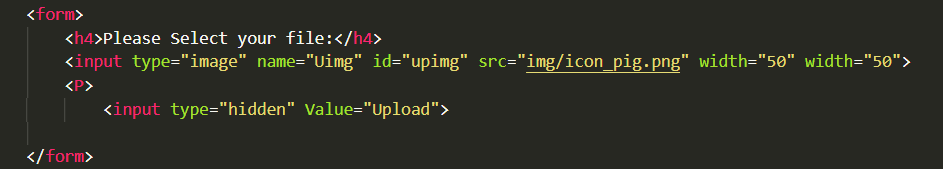 <form>
<h4>Please Select your file:</h4>
<input type="image" name="Uimg" id="upimg" src="img/icon_pig.png" width="50" width="50">
<P>
<input type="hidden" Value="Upload">
</form>